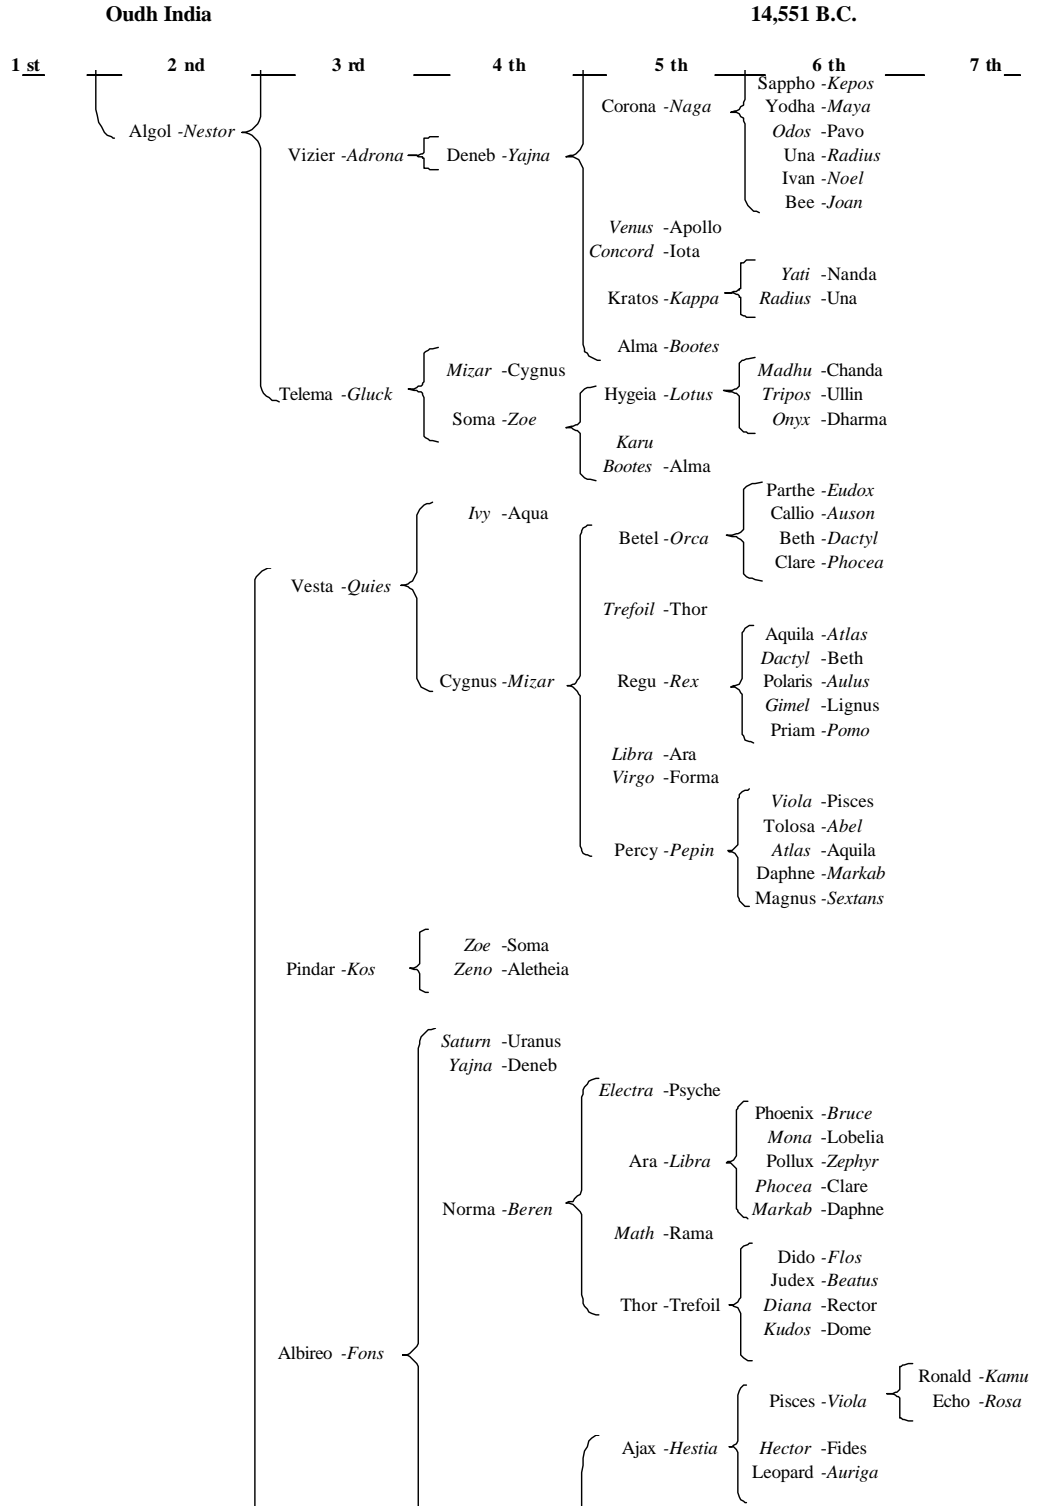 Oudh India 14,551 B.C.
1 st 2 nd 3 rd 4 th 5 th 6 th 7 th
Sappho -Kepos
Corona -Naga Yodha -Maya
Algol -Nestor Odos -Pavo
Vizier -Adrona Deneb -Yajna Una -Radius
Ivan -Noel
Bee -Joan
Venus -Apollo
Concord -Iota
Yati -Nanda
Kratos -Kappa Radius -Una
Alma -Bootes
Mizar -Cygnus Madhu -Chanda
Telema -Gluck Hygeia -Lotus Tripos -Ullin
Soma -Zoe Onyx -Dharma
Karu
Bootes -Alma
Parthe -Eudox
Ivy -Aqua Callio -Auson
Betel -Orca Beth -Dactyl
Clare -Phocea
Vesta -Quies
Trefoil -Thor
Aquila -Atlas
Dactyl -Beth
Cygnus -Mizar Regu -Rex Polaris -Aulus
Gimel -Lignus
Priam -Pomo
Libra -Ara
Virgo -Forma
Viola -Pisces
Tolosa -Abel
Percy -Pepin Atlas -Aquila
Daphne -Markab
Magnus -Sextans
Zoe -Soma
Pindar -Kos Zeno -Aletheia
Saturn -Uranus
Yajna -Deneb
Electra -Psyche
Phoenix -Bruce
Mona -Lobelia
Ara -Libra Pollux -Zephyr
Phocea -Clare
Norma -Beren Markab -Daphne
Math -Rama
Dido -Flos
Judex -Beatus
Thor -Trefoil Diana -Rector
Kudos -Dome
Albireo -Fons
Ronald -Kamu
Pisces -Viola Echo -Rosa
Ajax -Hestia Hector -Fides
Leopard -Auriga